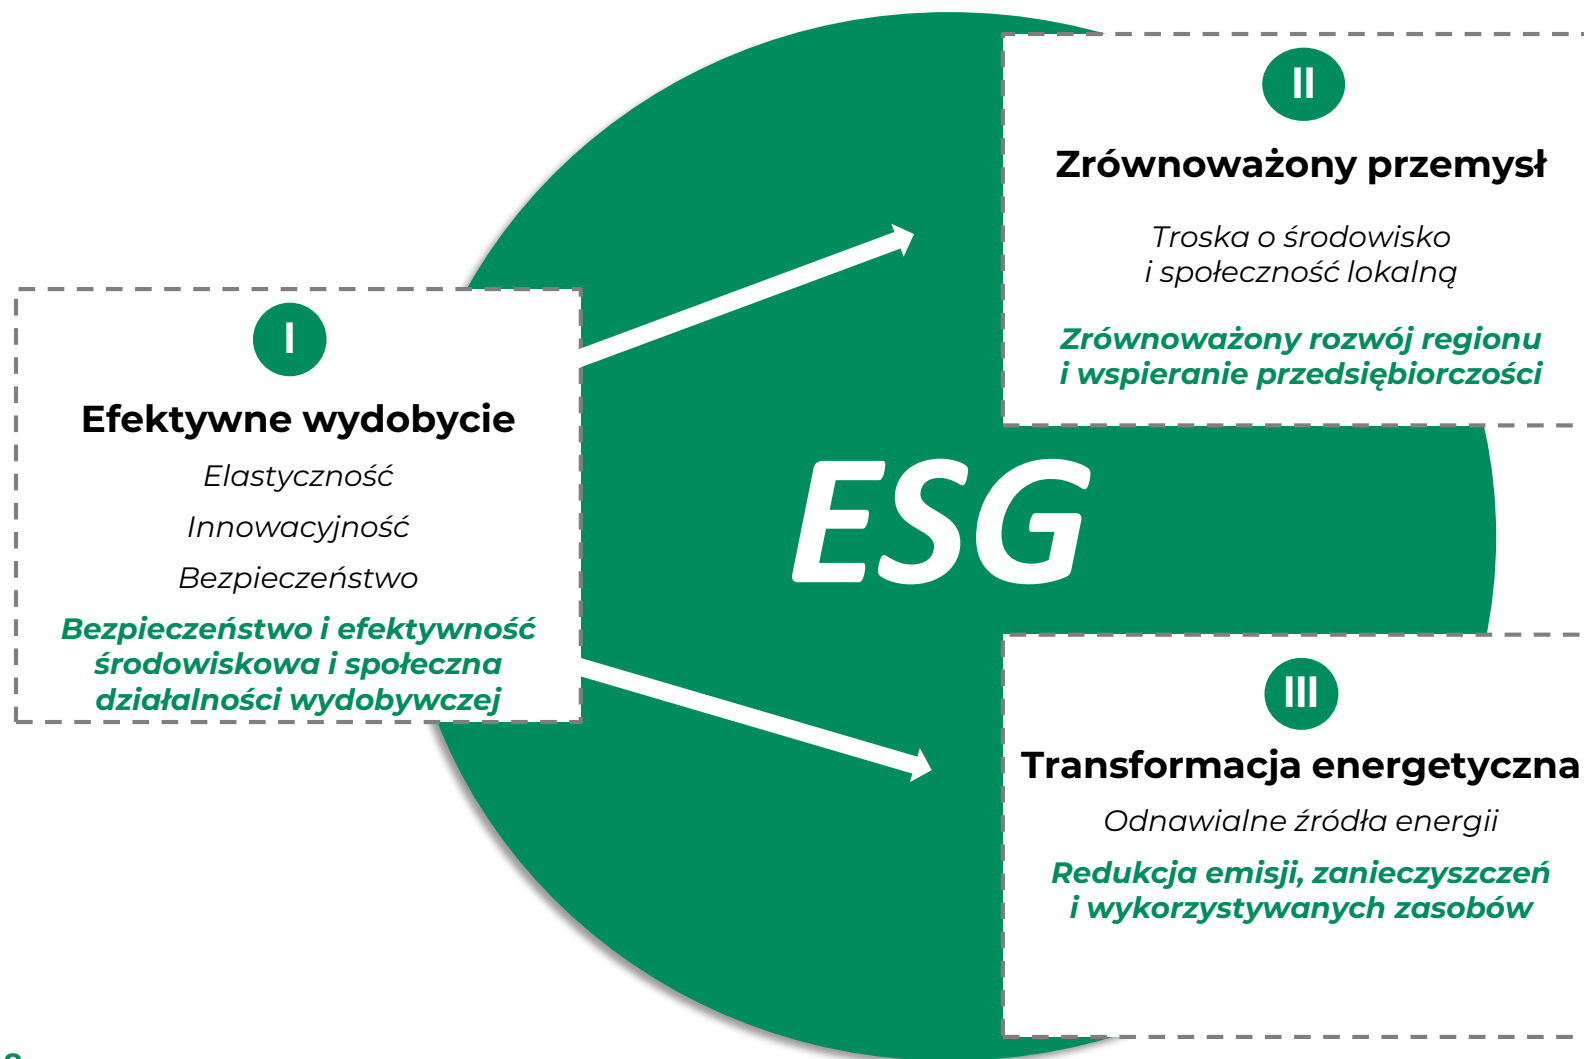 I
Efektywne wydobycie
Elastyczność
Innowacyjność
Bezpieczeństwo
Bezpieczeństwo i efektywność
środowiskowa i społeczna
działalności wydobywczej
ESG
II
Zrównoważony przemysł
Troska o środowisko
i społeczność lokalną
Zrównoważony rozwój regionu
i wspieranie przedsiębiorczości
III
Transformacja energetyczna
Odnawialne źródła energii
Redukcja emisji, zanieczyszczeń
i wykorzystywanych zasobów